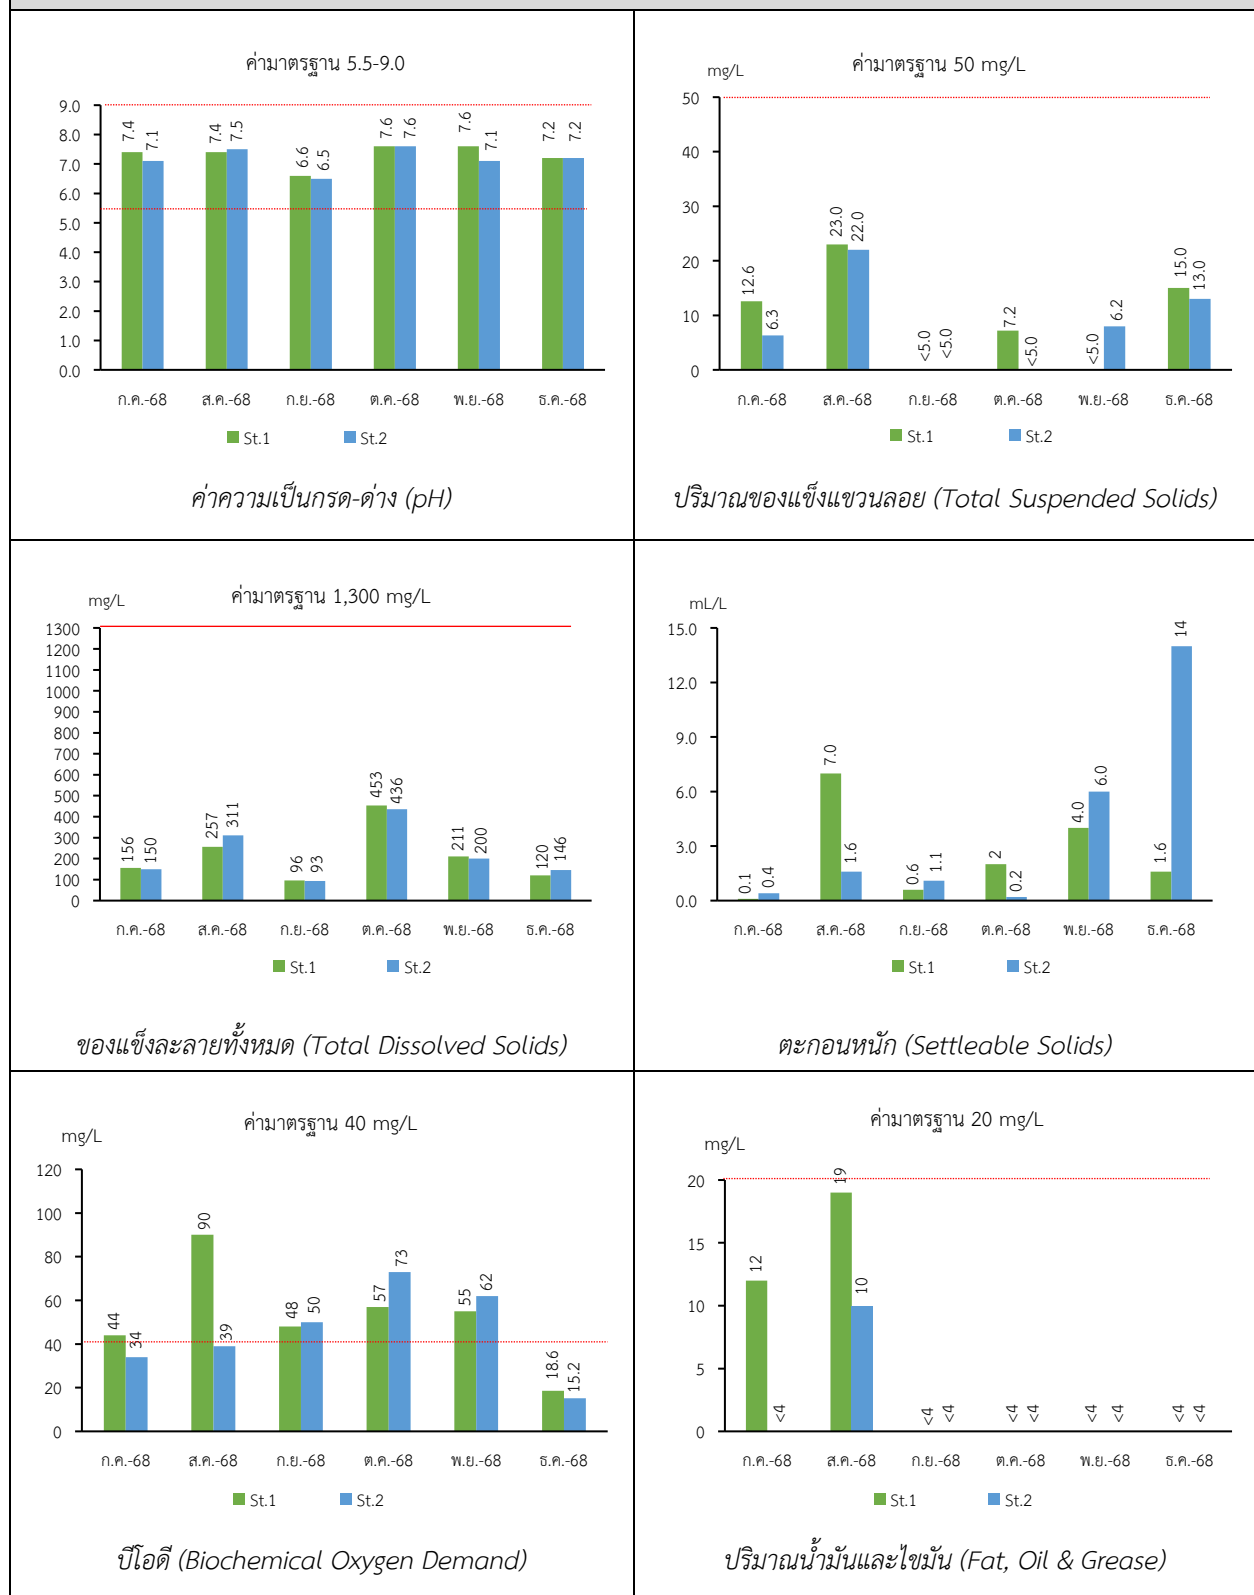 ค่ามาตรฐาน 5.5-9.0
9.0
8.0
7.0
6.0
5.0
4.0
3.0
2.0
1.0
0.0
7.4 7.1 7.4 7.5 6.6 6.5 7.6 7.6 7.6 7.1 7.2 7.2
ก.ค.-68 ส.ค.-68 ก.ย.-68 ต.ค.-68 พ.ย.-68 ธ.ค.-68
St.1 St.2
ค่าความเป็นกรด-ด่าง (pH)
mg/L ค่ามาตรฐาน 50 mg/L
50
40
30
20
10
0
12.6 6.3 23.0 22.0 <5.0 <5.0 7.2 <5.0 <5.0 6.2 15.0 13.0
ก.ค.-68 ส.ค.-68 ก.ย.-68 ต.ค.-68 พ.ย.-68 ธ.ค.-68
St.1 St.2
ปริมาณของแข็งแขวนลอย (Total Suspended Solids)
mg/L ค่ามาตรฐาน 1,300 mg/L
1300
1200
1100
1000
900
800
700
600
500
400
300
200
100
0
156 150 257 311 96 93 453 436 211 200 120 146
ก.ค.-68 ส.ค.-68 ก.ย.-68 ต.ค.-68 พ.ย.-68 ธ.ค.-68
St.1 St.2
ของแข็งละลายทั้งหมด (Total Dissolved Solids)
mL/L
15.0
12.0
9.0
6.0
3.0
0.0
0.1 0.4 7.0 1.6 0.6 1.1 2 0.2 4.0 6.0 1.6 14
ก.ค.-68 ส.ค.-68 ก.ย.-68 ต.ค.-68 พ.ย.-68 ธ.ค.-68
St.1 St.2
ตะกอนหนัก (Settleable Solids)
ค่ามาตรฐาน 40 mg/L
mg/L
120
100
80
60
40
20
0
44 34 90 39 48 50 57 73 55 62 18.6 15.2
ก.ค.-68 ส.ค.-68 ก.ย.-68 ต.ค.-68 พ.ย.-68 ธ.ค.-68
St.1 St.2
บีโอดี (Biochemical Oxygen Demand)
ค่ามาตรฐาน 20 mg/L
mg/L
20
15
10
5
0
12 <4 19 10 <4 <4 <4 <4 <4 <4 <4 <4
ก.ค.-68 ส.ค.-68 ก.ย.-68 ต.ค.-68 พ.ย.-68 ธ.ค.-68
St.1 St.2
ปริมาณน้ำมันและไขมัน (Fat, Oil & Grease)